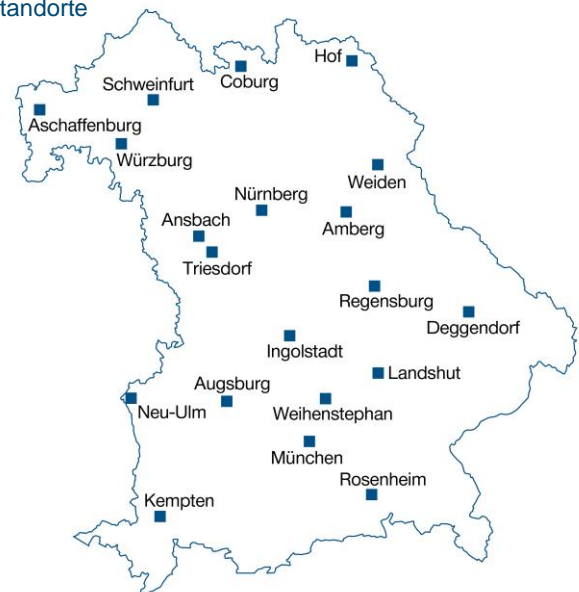 tandorte
Hof
Coburg
Schweinfurt
Aschaffenburg
Würzburg
Weiden
Nürnberg
Amberg
Ansbach
Triesdorf
Regensburg
Deggendorf
Ingolstadt
Landshut
Augsburg
Neu-Ulm
Weihenstephan
München
Rosenheim
Kempten